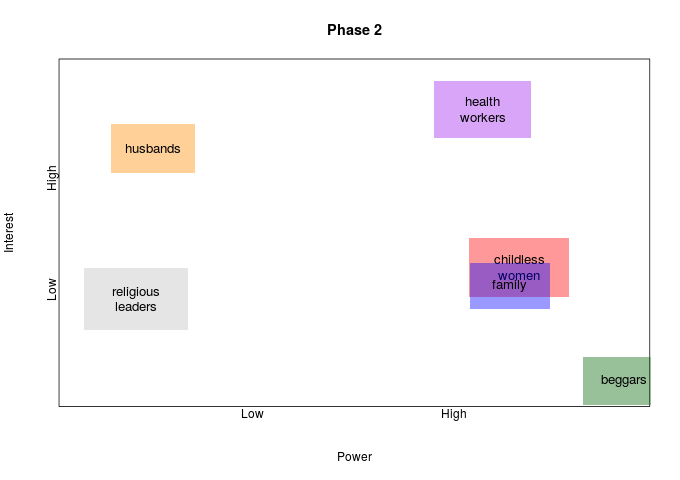 Phase 2
health
workers
husbands
High
Interest
childless
women
family
Low
religious
leaders
beggars
Low
High
Power